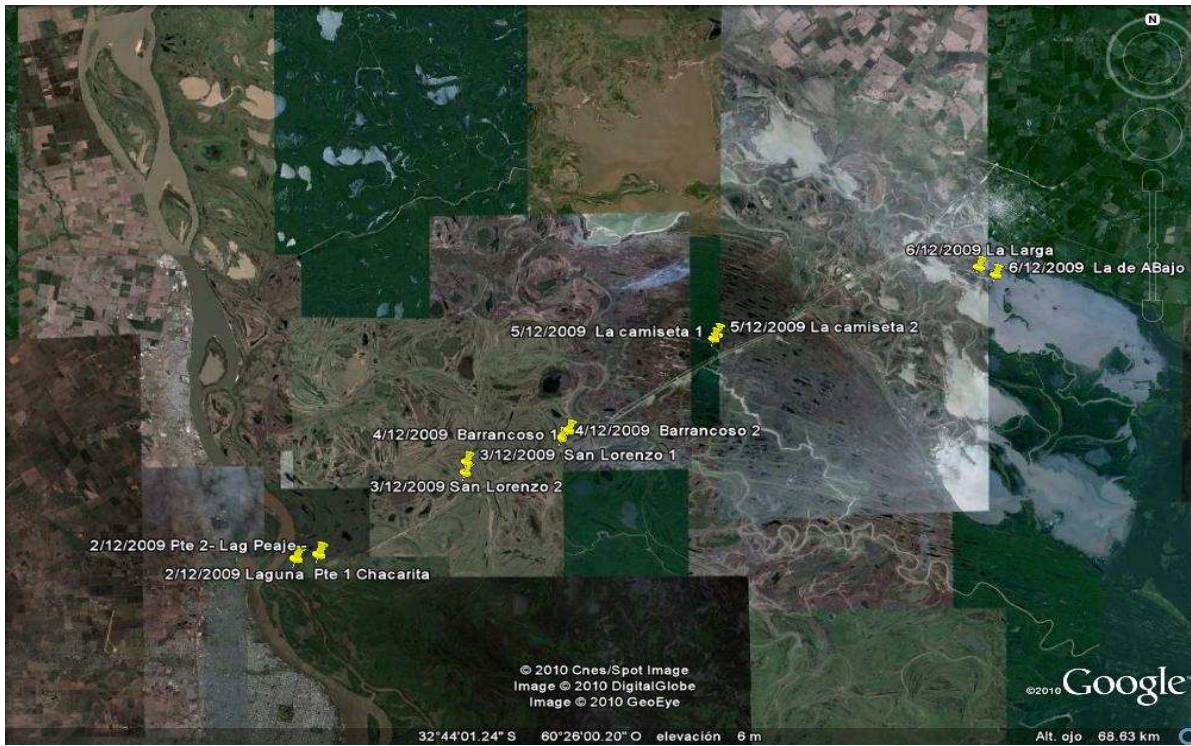 N
6/12/2009 La Larga
6/12/2009 La de ABajo
5/12/2009 La camiseta 1
5/12/2009 La camiseta 2
4/12/2009 Barrancoso 1
4/12/2009 Barrancoso 2
3/12/2009 San Lorenzo 1
3/12/2009 San Lorenzo 2
2/12/2009 Pte 2- Lag Peaje
2/12/2009 Laguna Pte 1 Chacarita
© 2010 Cnes/Spot Image
Image © 2010 DigitalGlobe
Image © 2010 GeoEye
©2010 Google
32°44'01.24" S 60°26'00.20" O elevación 6 m Alt. ojo 68.63 km